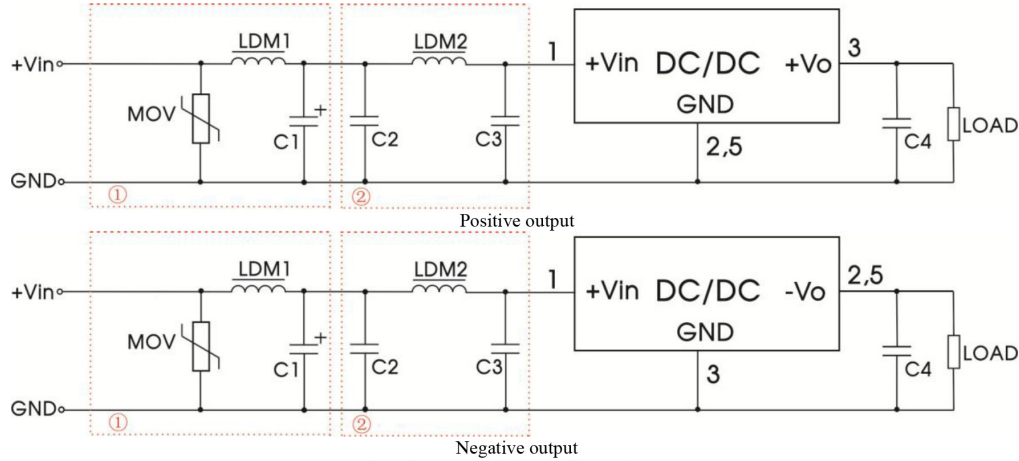 LDM1 LDM2
+Vin 1 +Vin DC/DC +Vo 3
MOV + GND
C1 C2 C3 2,5 C4 LOAD
GND
① ②
Positive output
LDM1 LDM2
+Vin 1 +Vin DC/DC -Vo 2,5
MOV + GND
C1 C2 C3 3 C4 LOAD
GND
① ②
Negative output